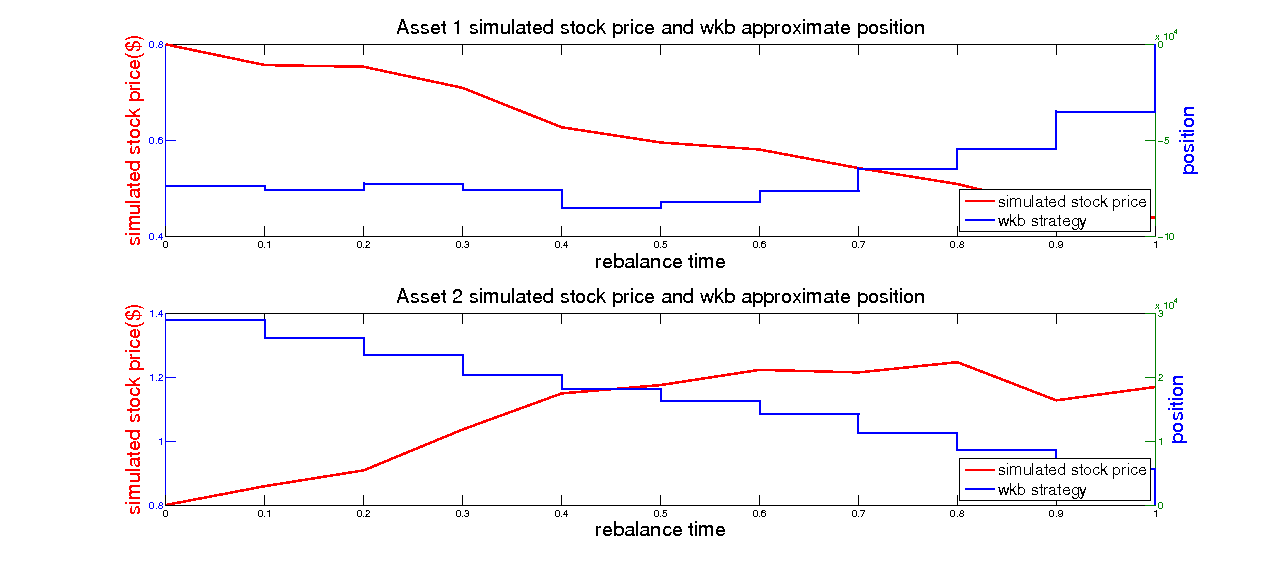 Asset 1 simulated stock price and wkb approximate position
x 10^4
simulated stock price($)
0.8
0.6
0.4
0
-5
-10
position
simulated stock price
wkb strategy
0 0.1 0.2 0.3 0.4 0.5 0.6 0.7 0.8 0.9 1
rebalance time
Asset 2 simulated stock price and wkb approximate position
x 10^4
simulated stock price($)
1.4
1.2
1
0.8
3
2
1
0
position
simulated stock price
wkb strategy
0 0.1 0.2 0.3 0.4 0.5 0.6 0.7 0.8 0.9 1
rebalance time